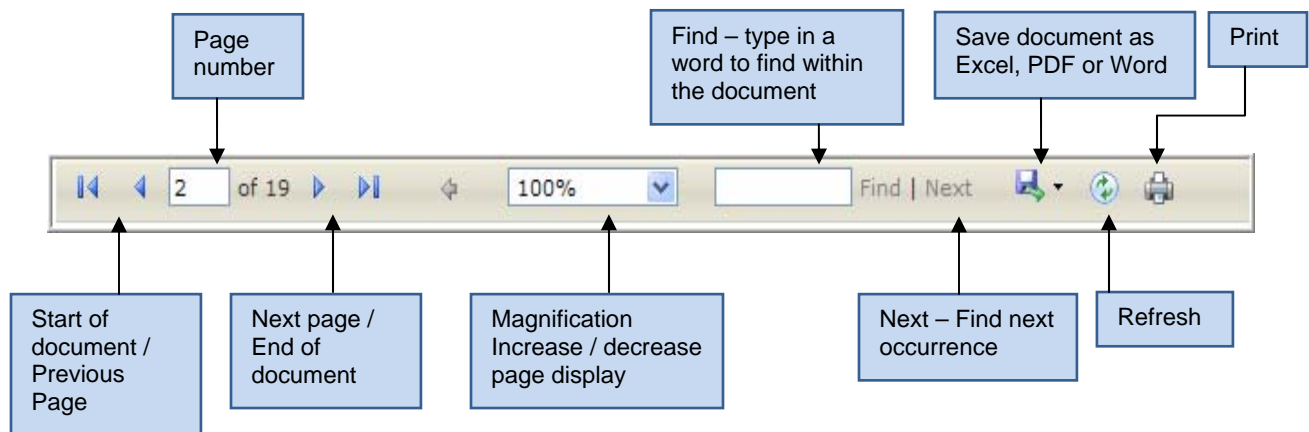 Page
number
Find – type in a
word to find within
the document
Save document as
Excel, PDF or Word
Print
2 of 19 100% Find | Next
Start of
document /
Previous
Page
Next page /
End of
document
Magnification
Increase / decrease
page display
Next – Find next
occurrence
Refresh